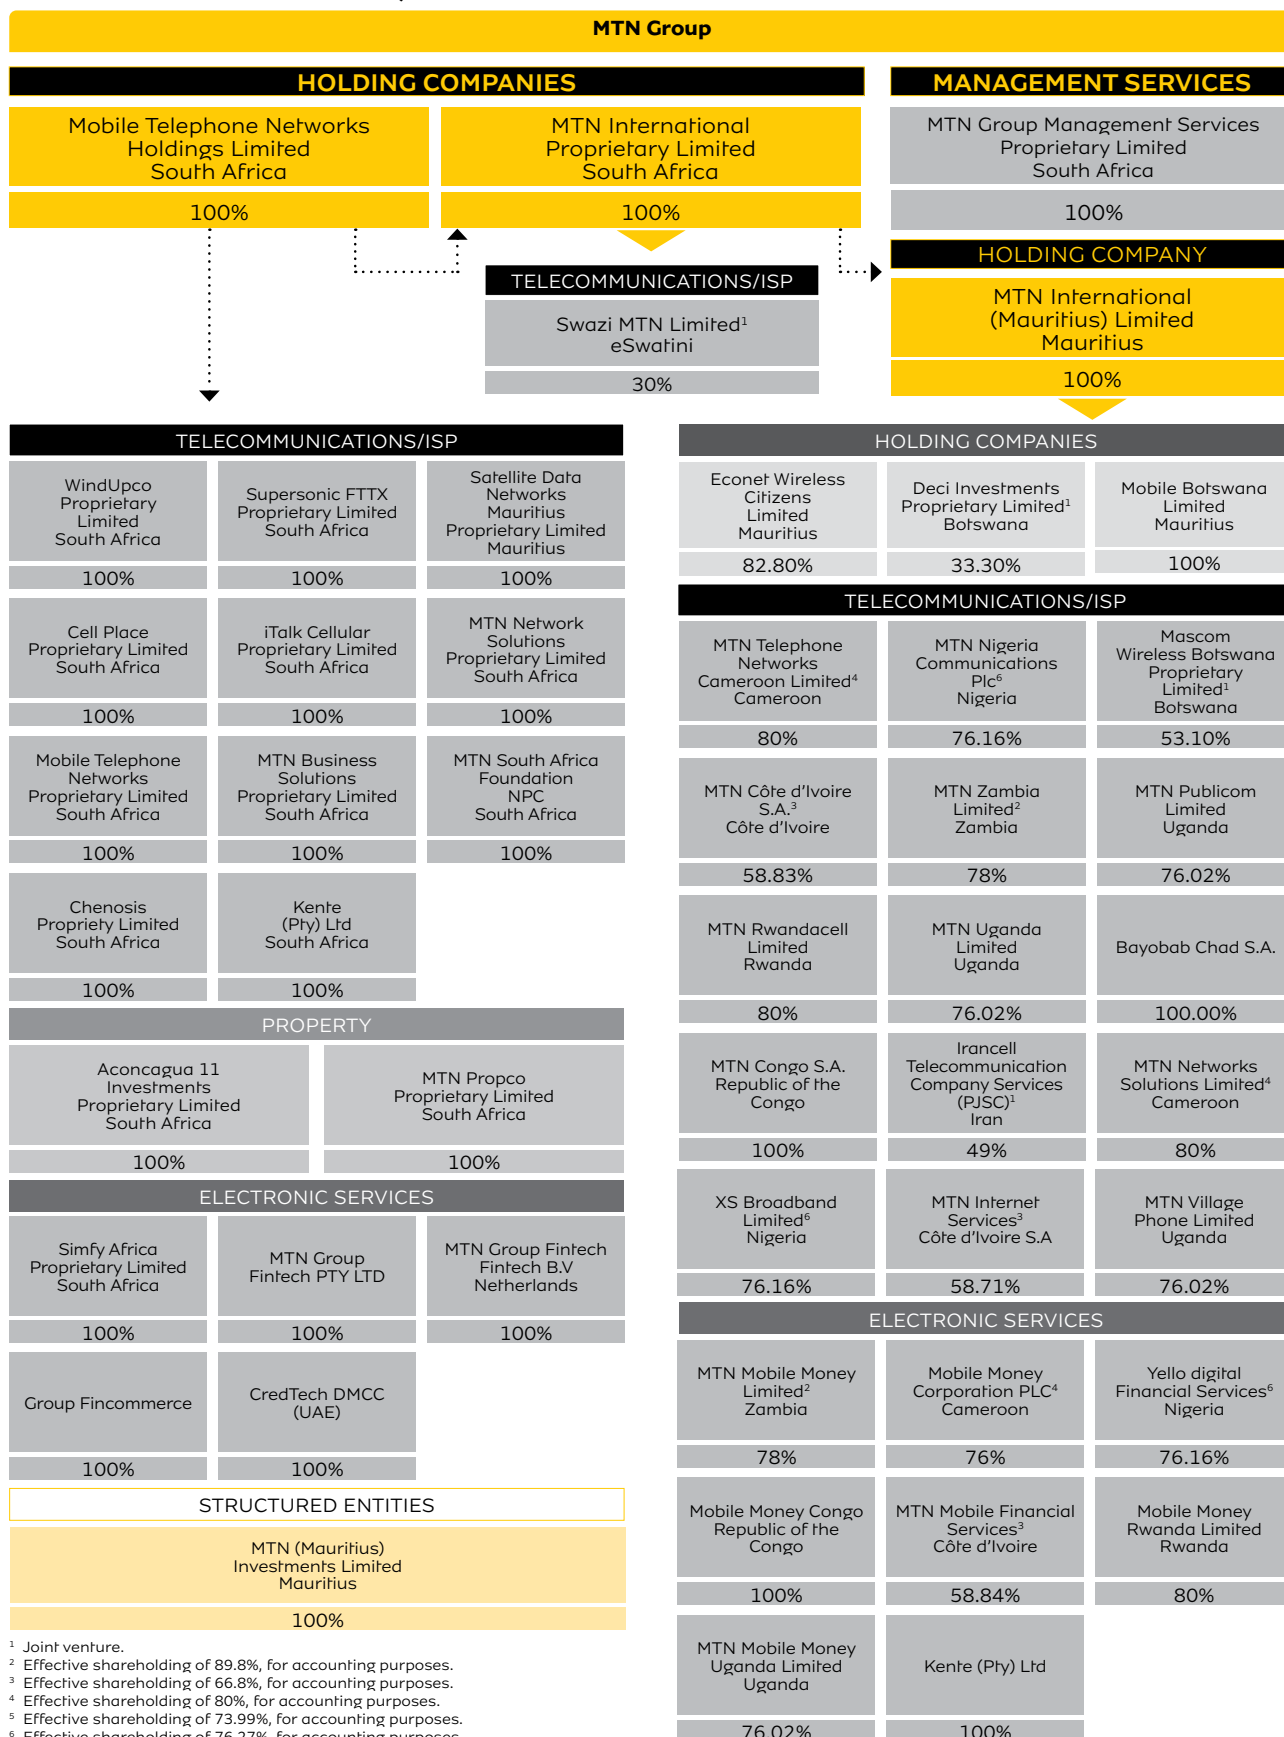 MTN Group
HOLDING COMPANIES
Mobile Telephone Networks
Holdings Limited
South Africa
100%
MTN International
Proprietary Limited
South Africa
100%
MANAGEMENT SERVICES
MTN Group Management Services
Proprietary Limited
South Africa
100%
TELECOMMUNICATIONS/ISP
Swazi MTN Limited¹
eSwatini
30%
HOLDING COMPANY
MTN International
(Mauritius) Limited
Mauritius
100%
TELECOMMUNICATIONS/ISP
WindUpco
Proprietary
Limited
South Africa
100%
Supersonic FTTX
Proprietary Limited
South Africa
100%
Satellite Data
Networks
Mauritius
Proprietary Limited
Mauritius
100%
Cell Place
Proprietary Limited
South Africa
100%
iTalk Cellular
Proprietary Limited
South Africa
100%
MTN Network
Solutions
Proprietary Limited
South Africa
100%
Mobile Telephone
Networks
Proprietary Limited
South Africa
100%
MTN Business
Solutions
Proprietary Limited
South Africa
100%
MTN South Africa
Foundation
NPC
South Africa
100%
Chenosis
Propriety Limited
South Africa
100%
Kente
(Pty) Ltd
South Africa
100%
PROPERTY
Aconcagua 11
Investments
Proprietary Limited
South Africa
100%
MTN Propco
Proprietary Limited
South Africa
100%
ELECTRONIC SERVICES
Simfy Africa
Proprietary Limited
South Africa
100%
MTN Group
Fintech PTY LTD
100%
MTN Group Fintech
Fintech B.V
Netherlands
100%
Group Fincommerce
100%
CredTech DMCC
(UAE)
100%
STRUCTURED ENTITIES
MTN (Mauritius)
Investments Limited
Mauritius
100%
¹ Joint venture.
² Effective shareholding of 89.8%, for accounting purposes.
³ Effective shareholding of 66.8%, for accounting purposes.
⁴ Effective shareholding of 80%, for accounting purposes.
⁵ Effective shareholding of 73.99%, for accounting purposes.
⁶ Effective shareholding of 76.27%, for accounting purposes.
HOLDING COMPANIES
Econet Wireless
Citizens
Limited
Mauritius
82.80%
Deci Investments
Proprietary Limited¹
Botswana
33.30%
Mobile Botswana
Limited
Mauritius
100%
TELECOMMUNICATIONS/ISP
MTN Telephone
Networks
Cameroon Limited⁴
Cameroon
80%
MTN Nigeria
Communications
Plc⁶
Nigeria
76.16%
Mascom
Wireless Botswana
Proprietary
Limited¹
Botswana
53.10%
MTN Côte d'Ivoire
S.A.³
Côte d'Ivoire
58.83%
MTN Zambia
Limited²
Zambia
78%
MTN Publicom
Limited
Uganda
76.02%
MTN Rwandacell
Limited
Rwanda
80%
MTN Uganda
Limited
Uganda
76.02%
Bayobab Chad S.A.
100.00%
MTN Congo S.A.
Republic of the
Congo
100%
Irancell
Telecommunication
Company Services
(PJSC)¹
Iran
49%
MTN Networks
Solutions Limited⁴
Cameroon
80%
XS Broadband
Limited⁶
Nigeria
76.16%
MTN Internet
Services³
Côte d'Ivoire S.A
58.71%
MTN Village
Phone Limited
Uganda
76.02%
ELECTRONIC SERVICES
MTN Mobile Money
Limited²
Zambia
78%
Mobile Money
Corporation PLC⁴
Cameroon
76%
Yello digital
Financial Services⁶
Nigeria
76.16%
Mobile Money Congo
Republic of the
Congo
100%
MTN Mobile Financial
Services³
Côte d'Ivoire
58.84%
Mobile Money
Rwanda Limited
Rwanda
80%
MTN Mobile Money
Uganda Limited
Uganda
76.02%
Kente (Pty) Ltd
100%